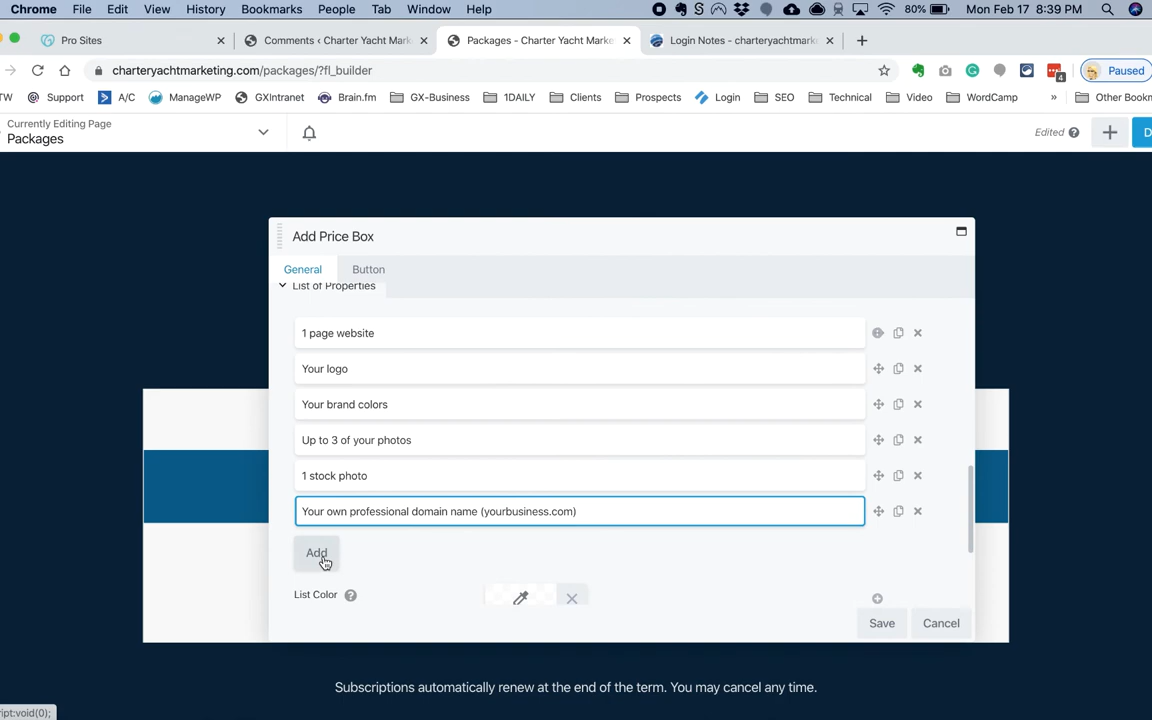 Chrome File Edit View History Bookmarks People Tab Window Help 80% Mon Feb 17 8:39 PM
Pro Sites Comments ‹ Charter Yacht Mark Packages - Charter Yacht Marke Login Notes - charteryachtmark
charteryachtmarketing.com/packages/?fl_builder 4 Paused
TW Support A/C ManageWP GXIntranet Brain.fm GX-Business 1DAILY Clients Prospects Login SEO Technical Video WordCamp » Other Bookm
Currently Editing Page
Packages
Edited ? D
Add Price Box
General Button
List of Properties
1 page website
Your logo
Your brand colors
Up to 3 of your photos
1 stock photo
Your own professional domain name (yourbusiness.com)
Add
List Color ?
Save Cancel
Subscriptions automatically renew at the end of the term. You may cancel any time.
ript:void(0);